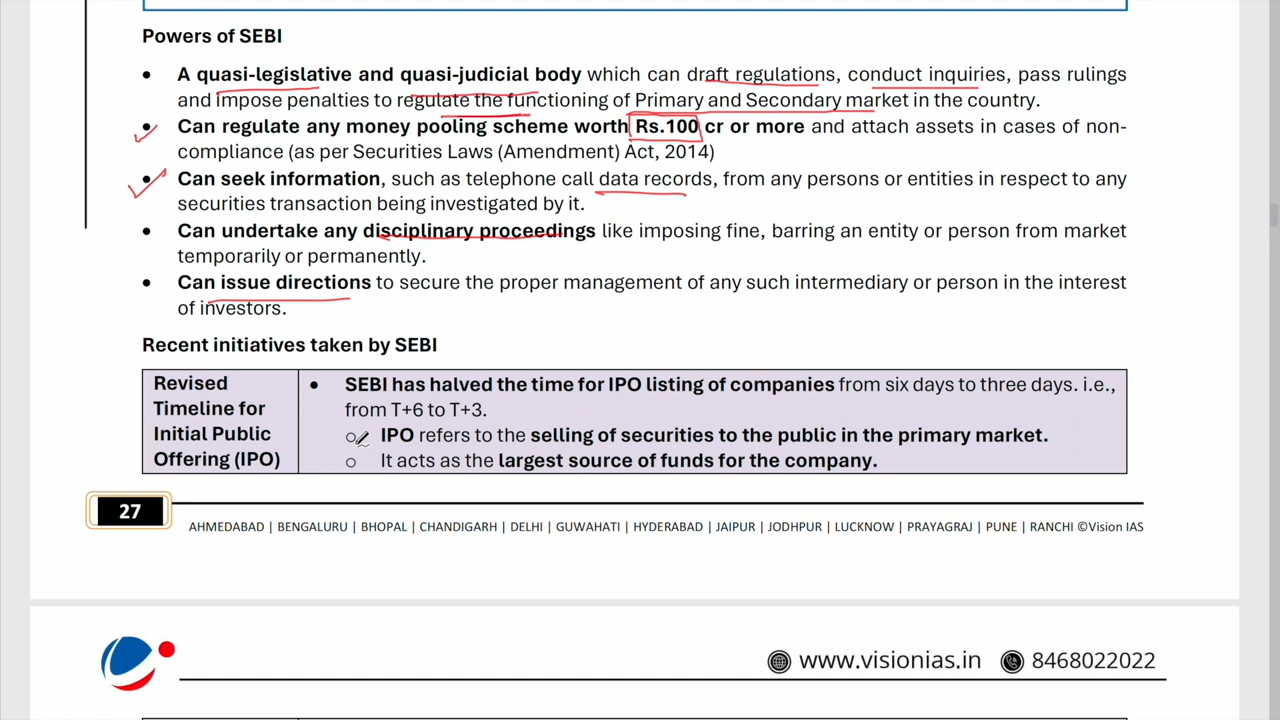 Powers of SEBI
• A quasi-legislative and quasi-judicial body which can draft regulations, conduct inquiries, pass rulings
and impose penalties to regulate the functioning of Primary and Secondary market in the country.
• Can regulate any money pooling scheme worth Rs.100 cr or more and attach assets in cases of non-
compliance (as per Securities Laws (Amendment) Act, 2014)
• Can seek information, such as telephone call data records, from any persons or entities in respect to any
securities transaction being investigated by it.
• Can undertake any disciplinary proceedings like imposing fine, barring an entity or person from market
temporarily or permanently.
• Can issue directions to secure the proper management of any such intermediary or person in the interest
of investors.
Recent initiatives taken by SEBI
Revised
Timeline for
Initial Public
Offering (IPO)
• SEBI has halved the time for IPO listing of companies from six days to three days. i.e.,
from T+6 to T+3.
○ IPO refers to the selling of securities to the public in the primary market.
○ It acts as the largest source of funds for the company.
27
AHMEDABAD | BENGALURU | BHOPAL | CHANDIGARH | DELHI | GUWAHATI | HYDERABAD | JAIPUR | JODHPUR | LUCKNOW | PRAYAGRAJ | PUNE | RANCHI ©Vision IAS
www.visionias.in 8468022022